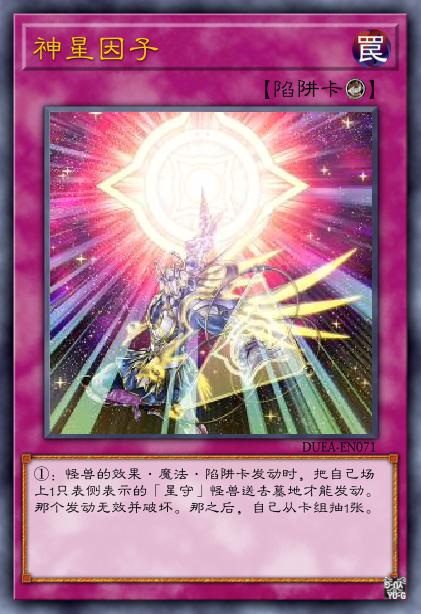 神星因子
罠
【陷阱卡】
DUEA-EN071
①：怪兽的效果·魔法·陷阱卡发动时，把自己场
上1只表侧表示的「星守」怪兽送去墓地才能发动。
那个发动无效并破坏。那之后，自己从卡组抽1张。